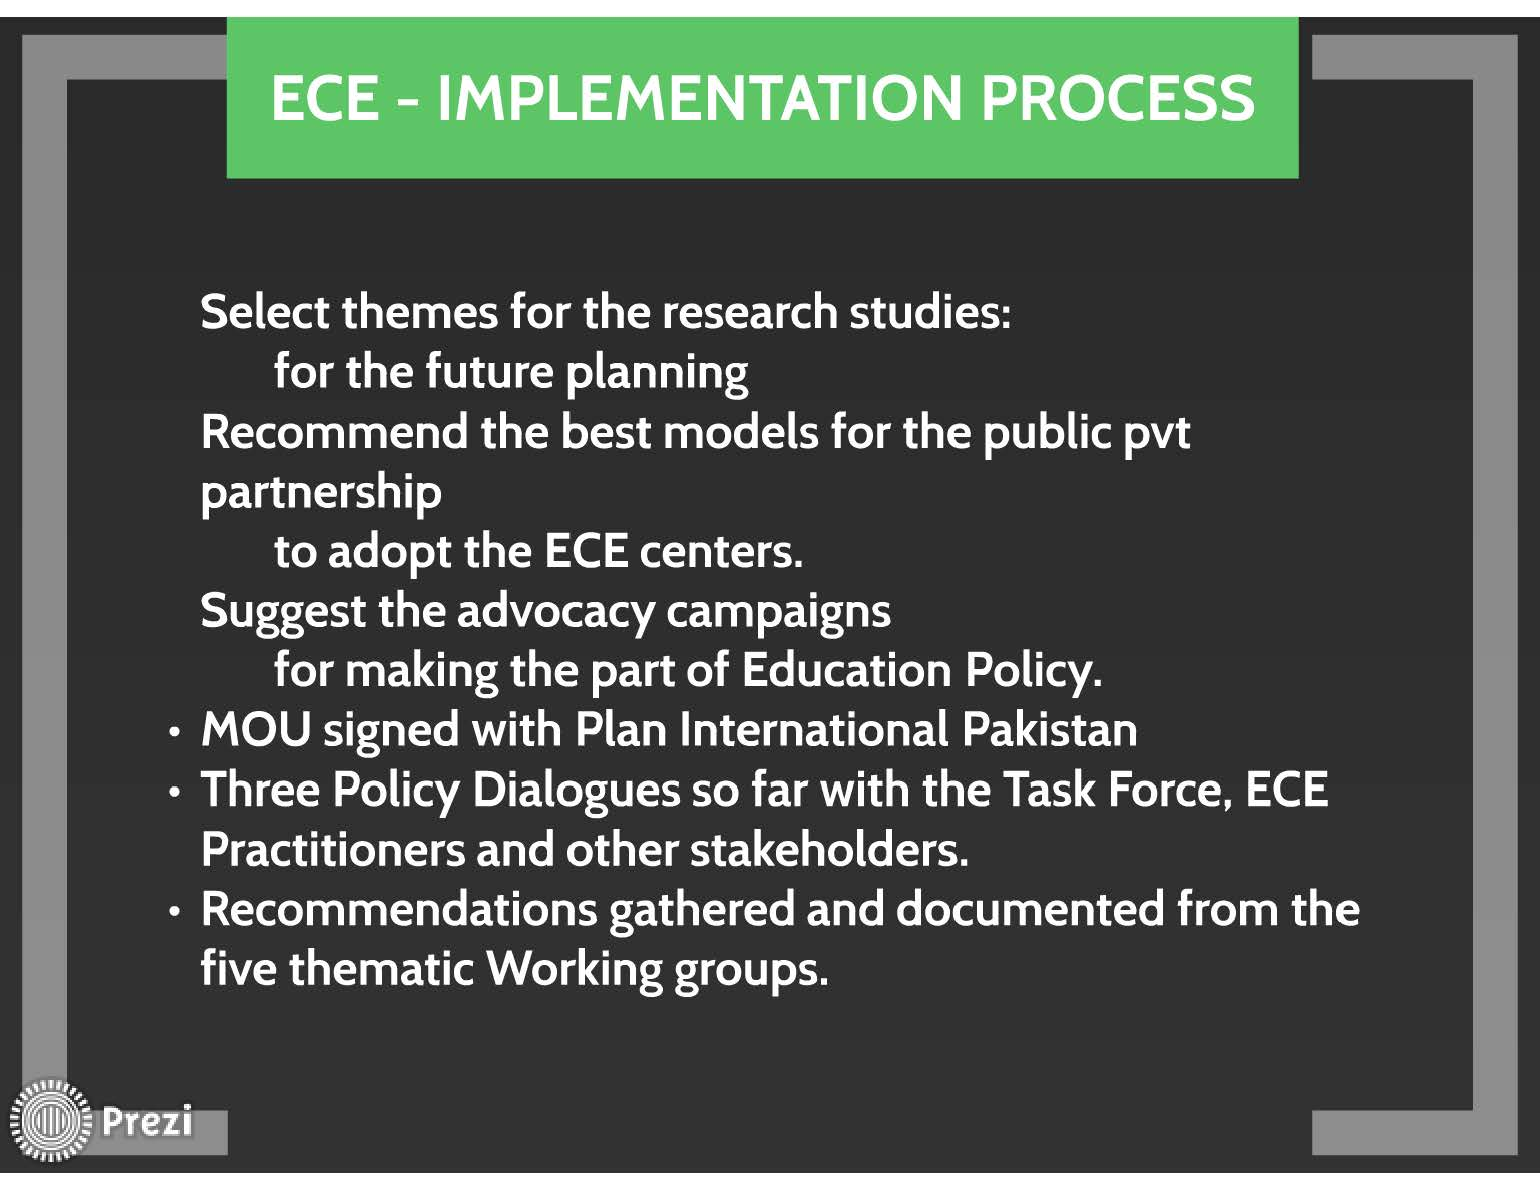 ECE - IMPLEMENTATION PROCESS
Select themes for the research studies:
for the future planning
Recommend the best models for the public pvt
partnership
to adopt the ECE centers.
Suggest the advocacy campaigns
for making the part of Education Policy.
• MOU signed with Plan International Pakistan
• Three Policy Dialogues so far with the Task Force, ECE
Practitioners and other stakeholders.
• Recommendations gathered and documented from the
five thematic Working groups.
Prezi